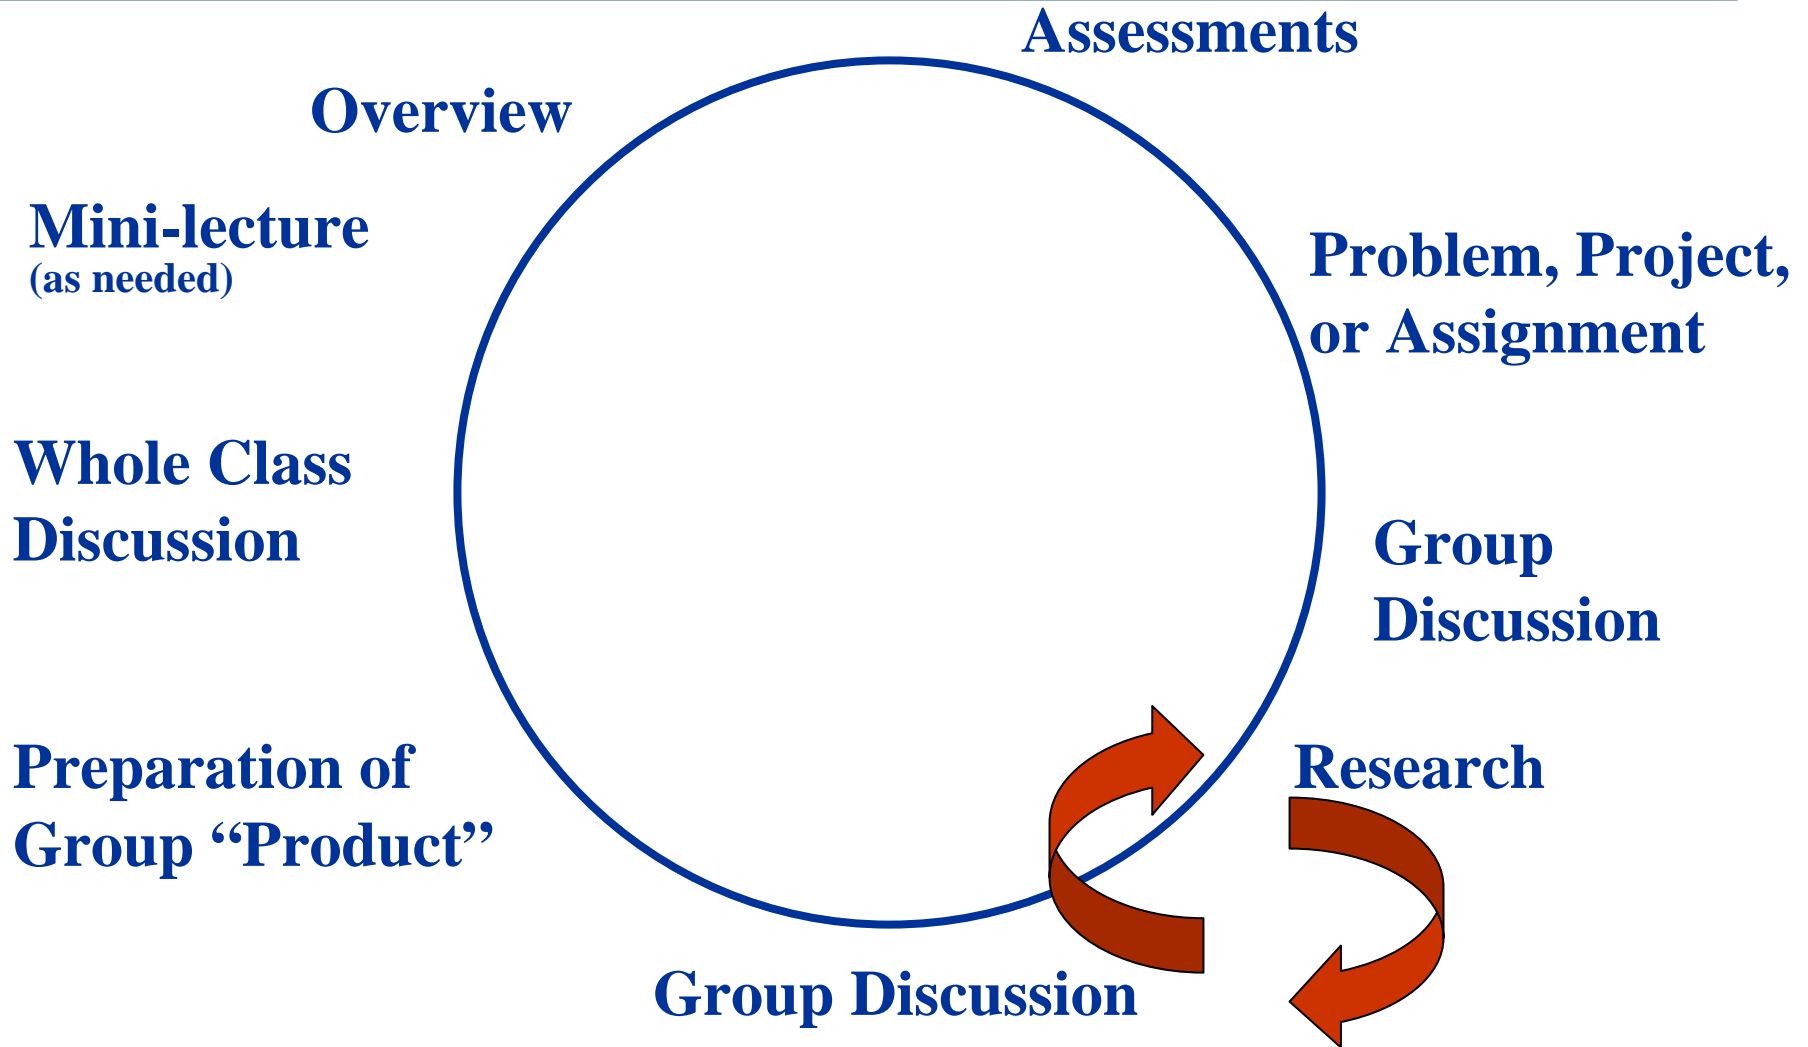 Assessments
Overview
Mini-lecture
(as needed)
Problem, Project,
or Assignment
Whole Class
Discussion
Group
Discussion
Preparation of
Group “Product”
Research
Group Discussion